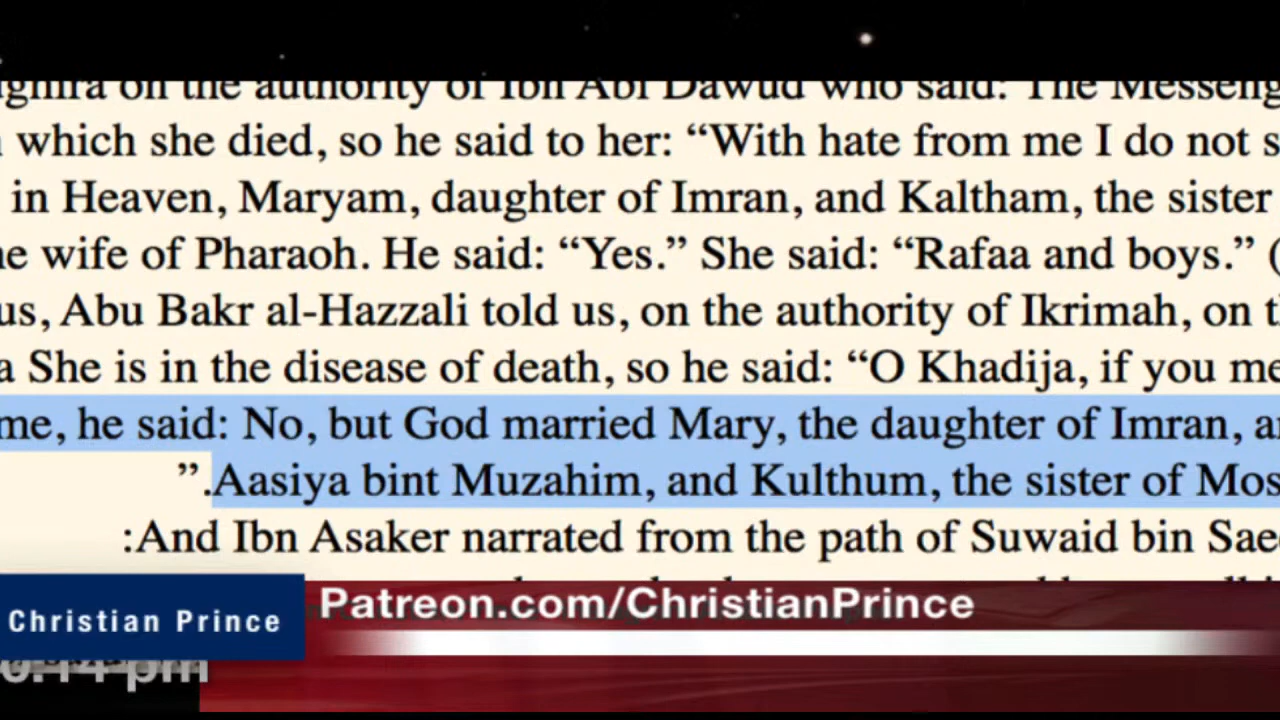 on the authority of Ibn Abi Dawud who said: The Messeng
which she died, so he said to her: “With hate from me I do not s
in Heaven, Maryam, daughter of Imran, and Kaltham, the sister
wife of Pharaoh. He said: “Yes.” She said: “Rafaa and boys.” (
us, Abu Bakr al-Hazzali told us, on the authority of Ikrimah, on t
a She is in the disease of death, so he said: “O Khadija, if you me
me, he said: No, but God married Mary, the daughter of Imran, a
”.Aasiya bint Muzahim, and Kulthum, the sister of Mos
:And Ibn Asaker narrated from the path of Suwaid bin Sae
Christian Prince
Patreon.com/ChristianPrince
pm